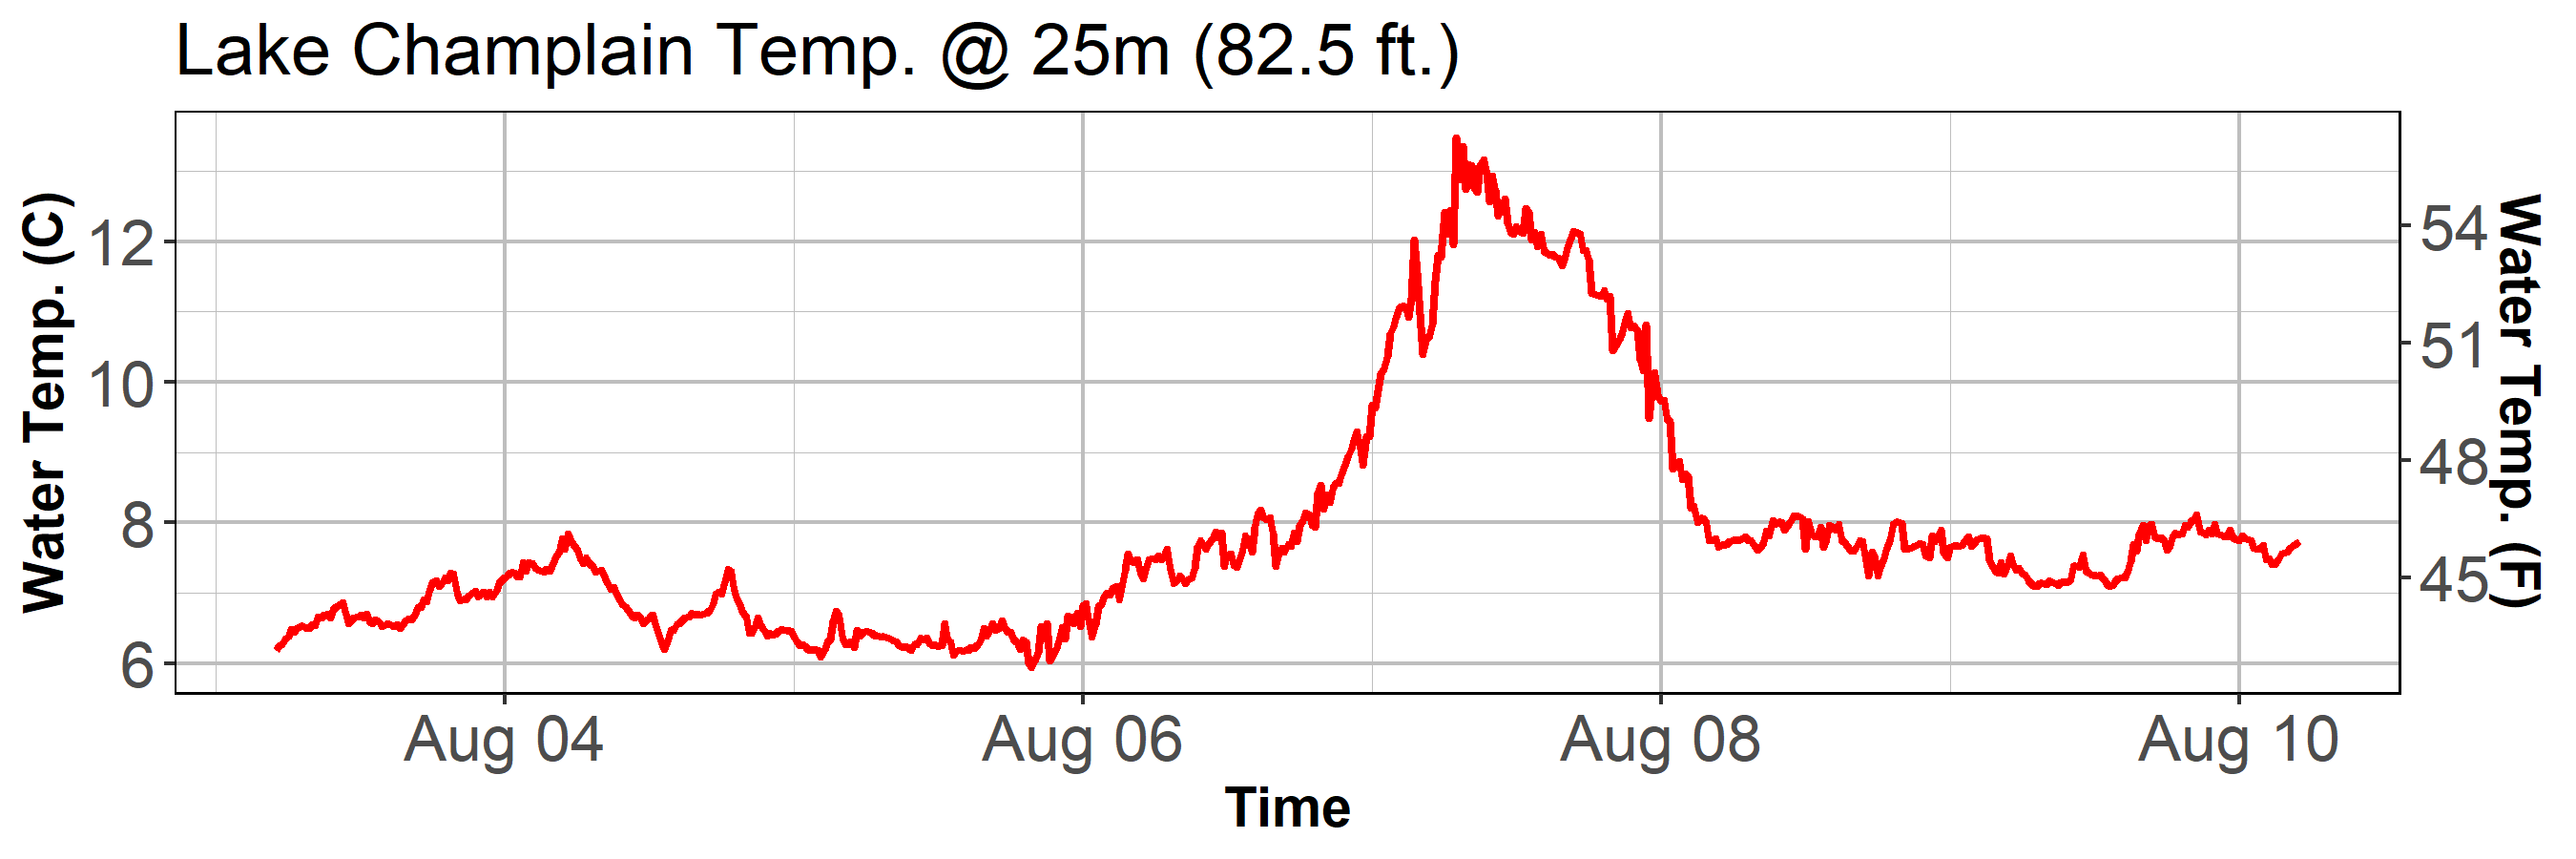 Lake Champlain Temp. @ 25m (82.5 ft.)
Water Temp. (C)
12
10
8
6
54
51
48
45
Water Temp. (F)
Aug 04
Aug 06
Aug 08
Aug 10
Time